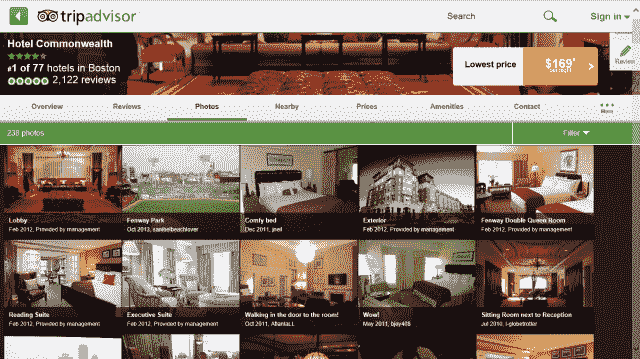 tripadvisor
Search
Sign in
Hotel Commonwealth
#1 of 77 hotels in Boston
2,122 reviews
Lowest price
$169*
Review
Overview
Reviews
Photos
Nearby
Prices
Amenities
Contact
More
238 photos
Filter
Lobby
Feb 2012, Provided by management
Fenway Park
Oct 2013, sanibelbeachlover
Comfy bed
Dec 2011, jneil
Exterior
Feb 2012, Provided by management
Fenway Double Queen Room
Feb 2012, Provided by management
Reading Suite
Feb 2012, Provided by management
Executive Suite
Feb 2012, Provided by management
Walking in the door to the room!
Oct 2011, AtlantaLL
Wow!
May 2011, bjoy408
Sitting Room next to Reception
Jul 2010, i-globetrotter